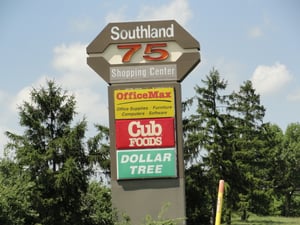 Southland
75
Shopping Center
OfficeMax
Office Supplies Furniture
Computers Software
Cub
FOODS
DOLLAR
TREE